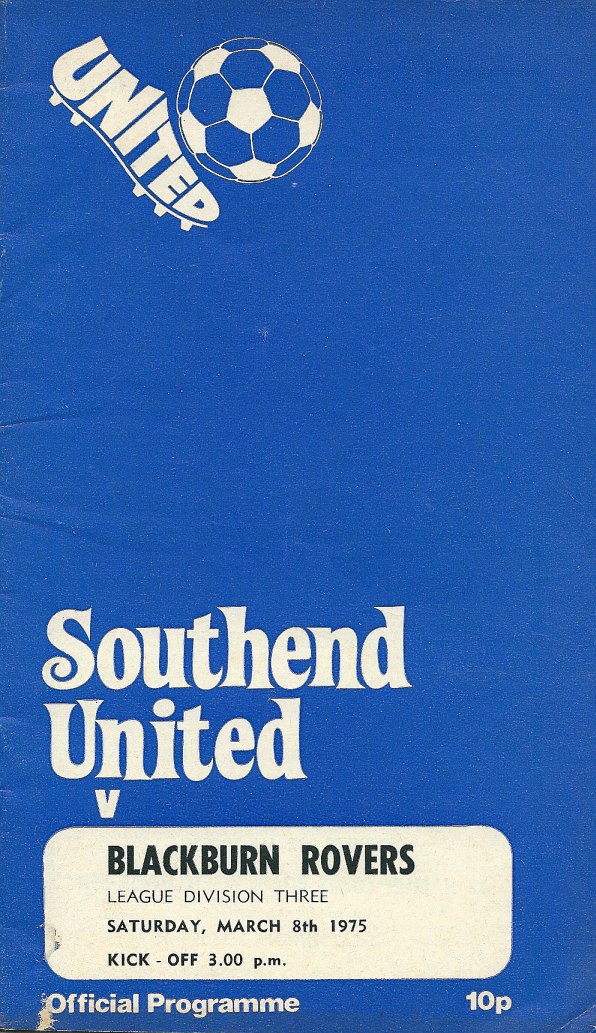 UNITED
Southend
United
v
BLACKBURN ROVERS
LEAGUE DIVISION THREE
SATURDAY, MARCH 8th 1975
KICK - OFF 3.00 p.m.
Official Programme 10p